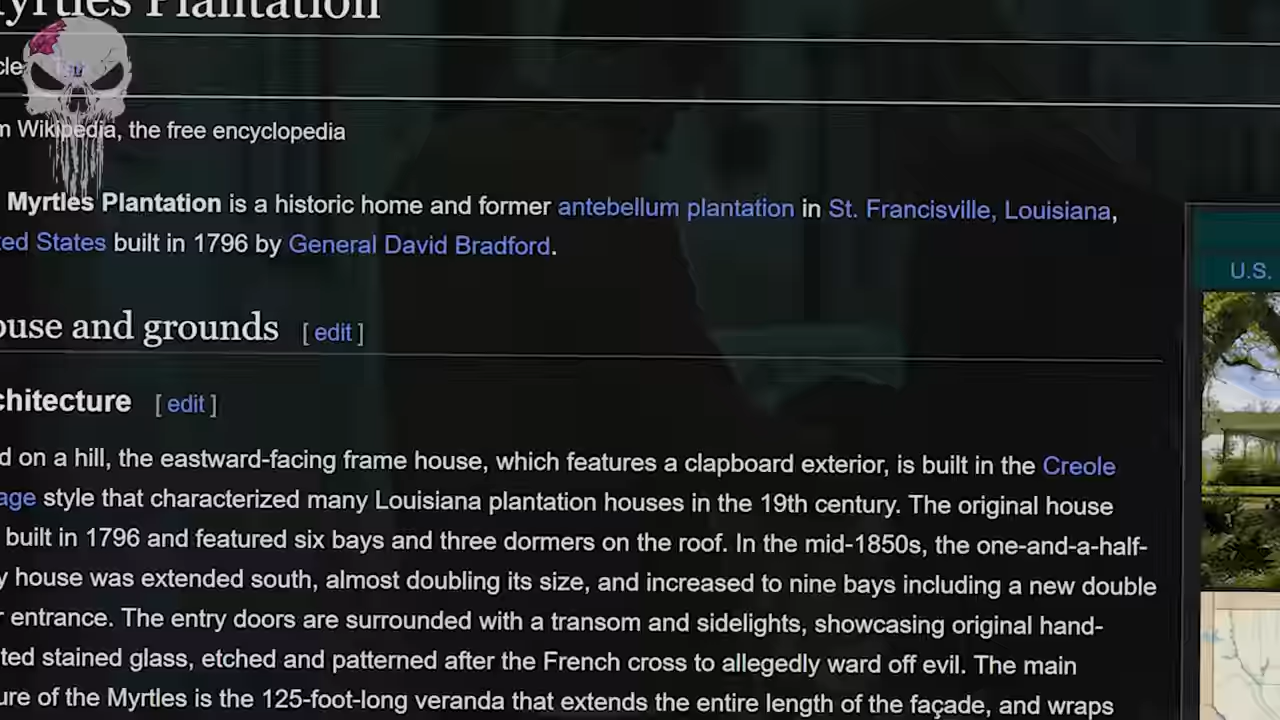 Myrtles Plantation
m Wikipedia, the free encyclopedia
Myrtles Plantation is a historic home and former antebellum plantation in St. Francisville, Louisiana,
ted States built in 1796 by General David Bradford.
U.S.
ouse and grounds [ edit ]
chitecture [ edit ]
d on a hill, the eastward-facing frame house, which features a clapboard exterior, is built in the Creole
age style that characterized many Louisiana plantation houses in the 19th century. The original house
built in 1796 and featured six bays and three dormers on the roof. In the mid-1850s, the one-and-a-half-
y house was extended south, almost doubling its size, and increased to nine bays including a new double
r entrance. The entry doors are surrounded with a transom and sidelights, showcasing original hand-
ted stained glass, etched and patterned after the French cross to allegedly ward off evil. The main
ure of the Myrtles is the 125-foot-long veranda that extends the entire length of the façade, and wraps